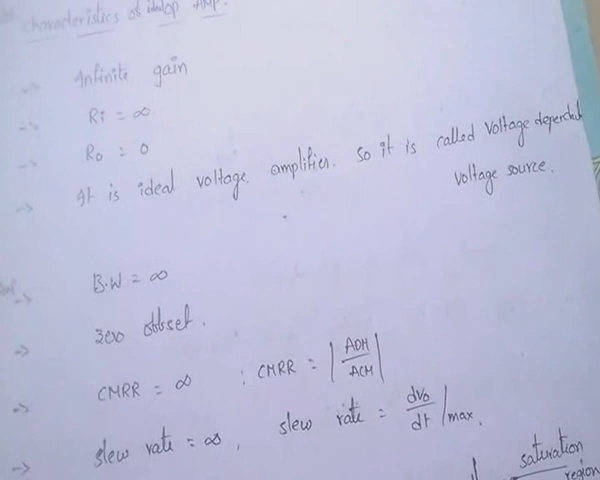 characteristics of ideal OP AMP.
-> Infinite gain
-> Ri = ∞
-> Ro = 0
-> It is ideal voltage amplifier. so it is called voltage dependent
voltage source.
-> B.W = ∞
-> zero offset.
-> CMRR = ∞ : CMRR = |ADM/ACM|
-> slew rate = ∞, slew rate = dvo/dt | max.
saturation
region